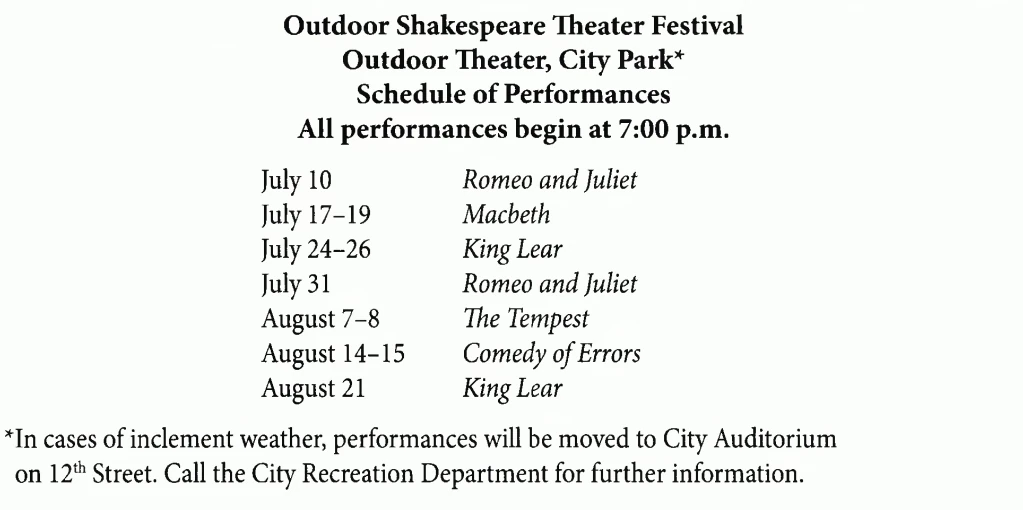 Outdoor Shakespeare Theater Festival
Outdoor Theater, City Park*
Schedule of Performances
All performances begin at 7:00 p.m.
July 10 Romeo and Juliet
July 17–19 Macbeth
July 24–26 King Lear
July 31 Romeo and Juliet
August 7–8 The Tempest
August 14–15 Comedy of Errors
August 21 King Lear
*In cases of inclement weather, performances will be moved to City Auditorium
on 12th Street. Call the City Recreation Department for further information.